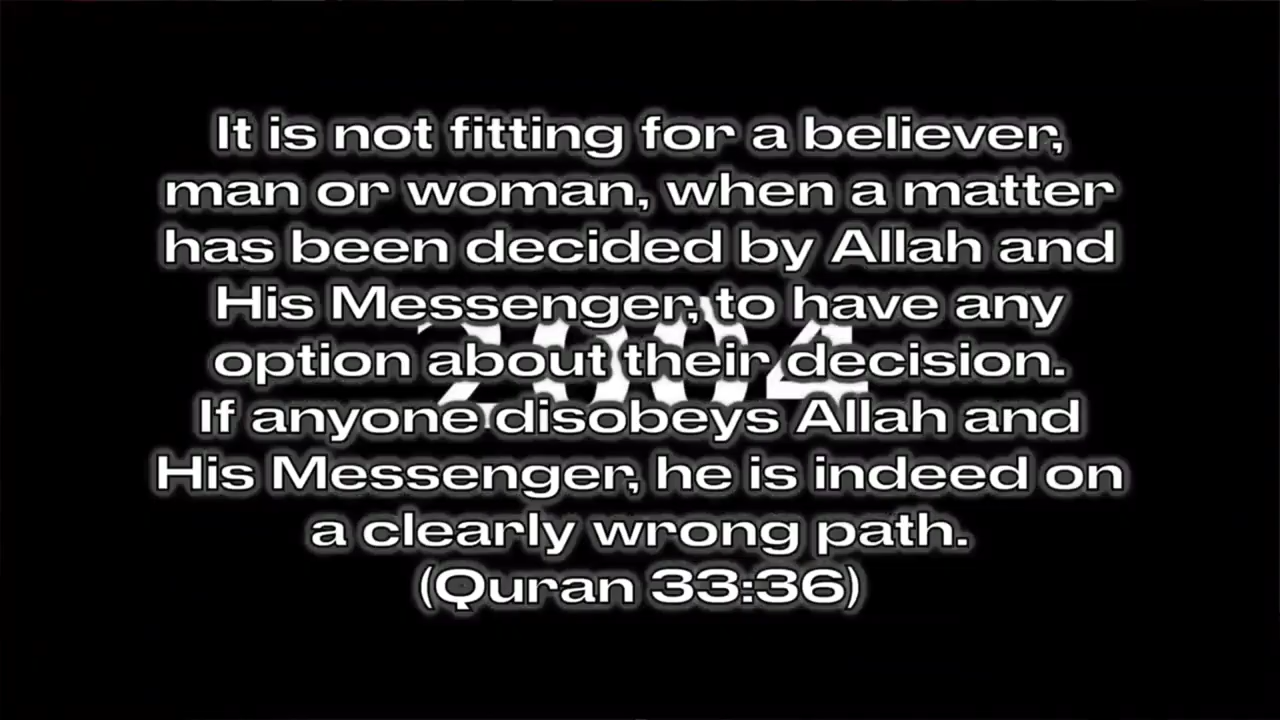 It is not fitting for a believer,
man or woman, when a matter
has been decided by Allah and
His Messenger, to have any
option about their decision.
If anyone disobeys Allah and
His Messenger, he is indeed on
a clearly wrong path.
(Quran 33:36)
2004